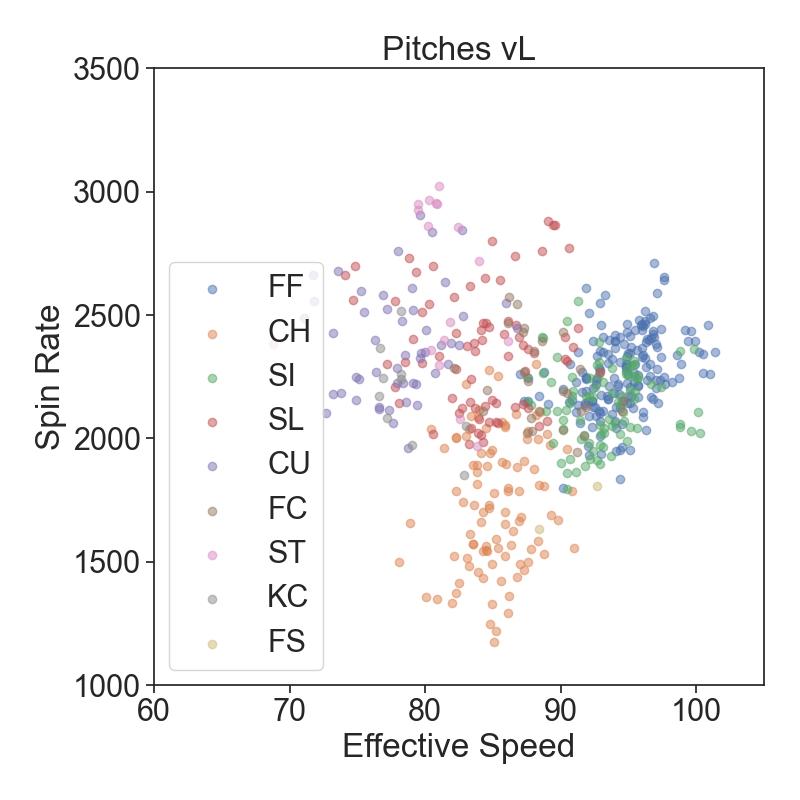 Pitches vL
3500
3000
2500
2000
1500
1000
Spin Rate
FF
CH
SI
SL
CU
FC
ST
KC
FS
60 70 80 90 100
Effective Speed